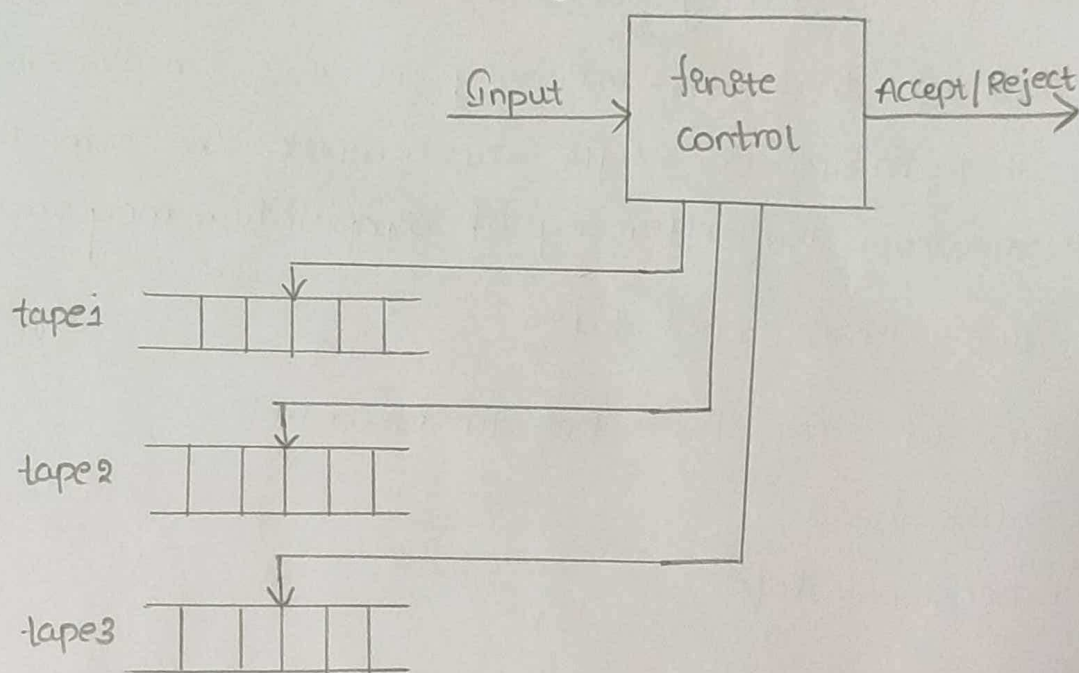 Input
finite
control
Accept/Reject
tape1
tape2
tape3